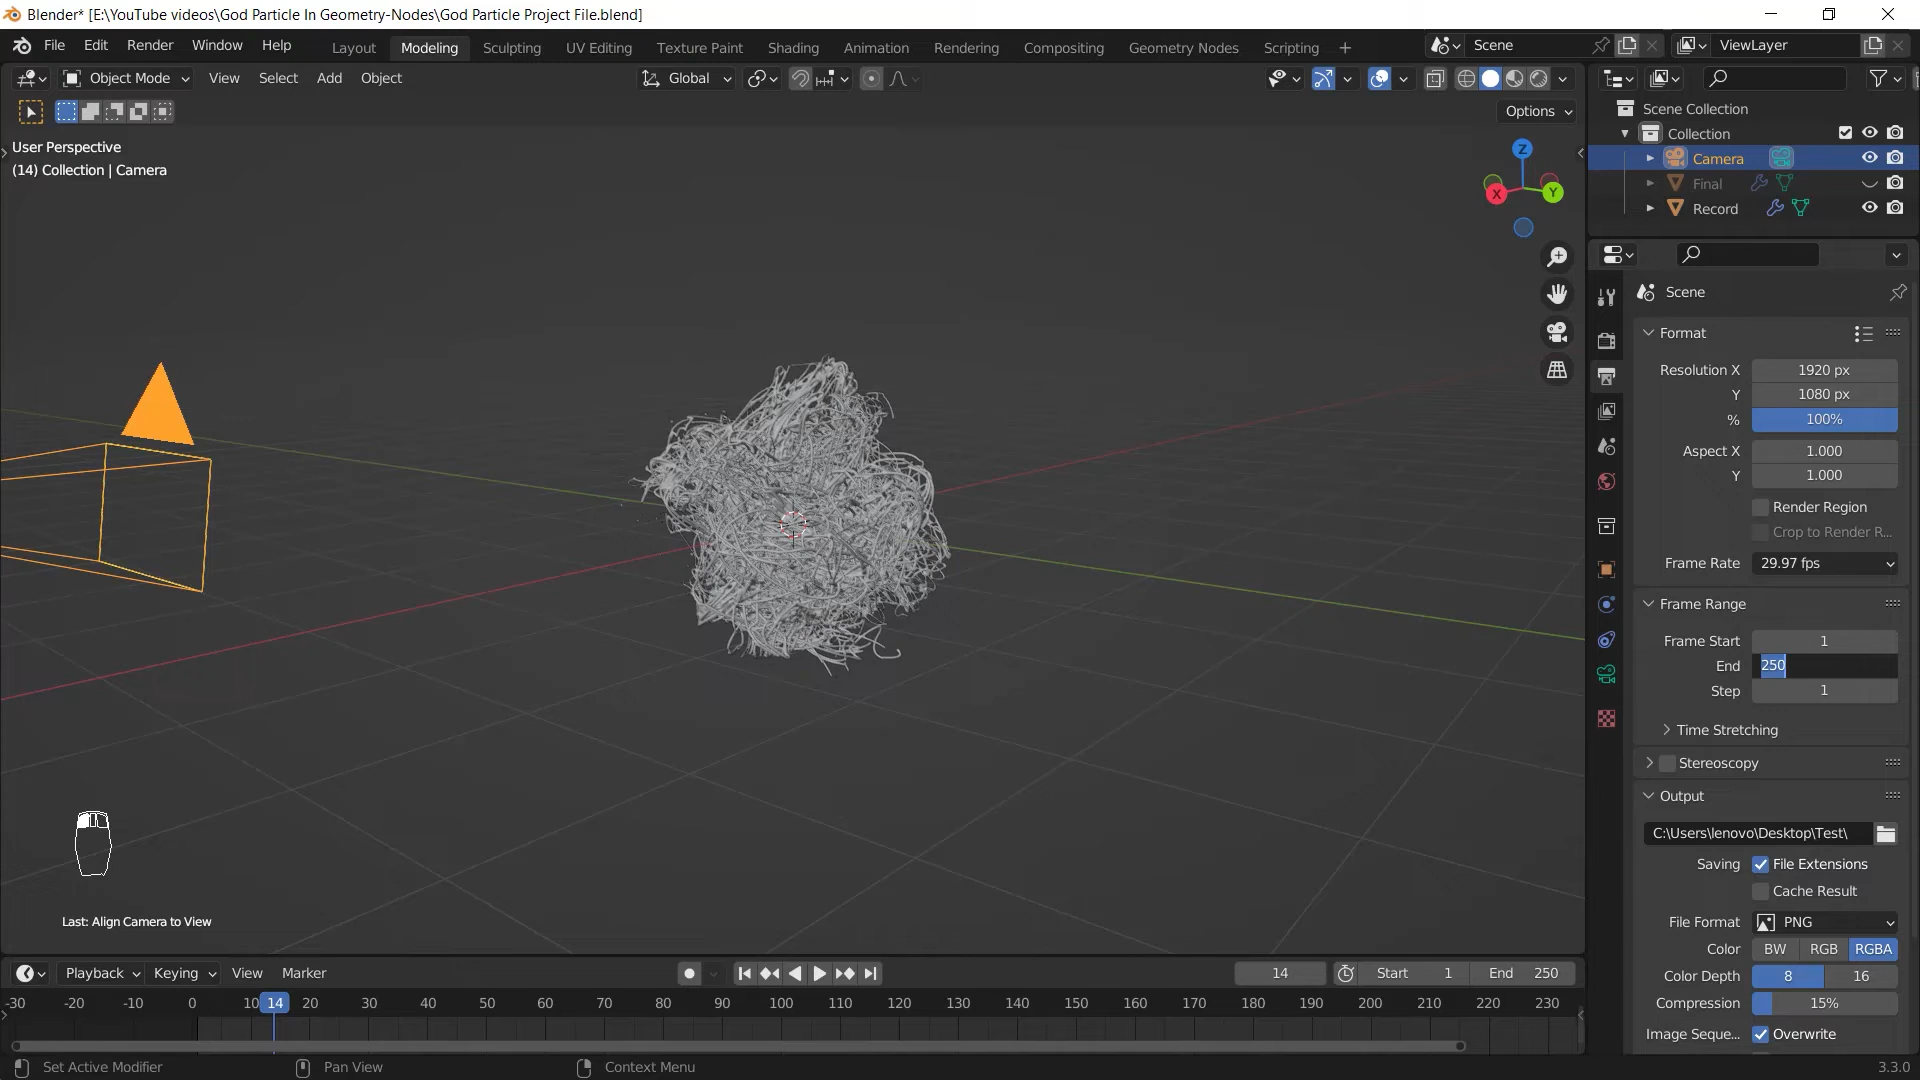 Blender* [E:\YouTube videos\God Particle In Geometry-Nodes\God Particle Project File.blend]
File Edit Render Window Help Layout Modeling Sculpting UV Editing Texture Paint Shading Animation Rendering Compositing Geometry Nodes Scripting + Scene ViewLayer
Object Mode View Select Add Object Global
Options
User Perspective
(14) Collection | Camera
Z
X
Y
Last: Align Camera to View
Scene Collection
Collection
Camera
Final
Record
Scene
Format
Resolution X 1920 px
Y 1080 px
% 100%
Aspect X 1.000
Y 1.000
Render Region
Crop to Render R...
Frame Rate 29.97 fps
Frame Range
Frame Start 1
End 250
Step 1
Time Stretching
Stereoscopy
Output
C:\Users\lenovo\Desktop\Test\
Saving File Extensions
Cache Result
File Format PNG
Color BW RGB RGBA
Color Depth 8 16
Compression 15%
Image Seque... Overwrite
Playback Keying View Marker 14 Start 1 End 250
-30 -20 -10 0 10 14 20 30 40 50 60 70 80 90 100 110 120 130 140 150 160 170 180 190 200 210 220 230
Set Active Modifier Pan View Context Menu 3.3.0